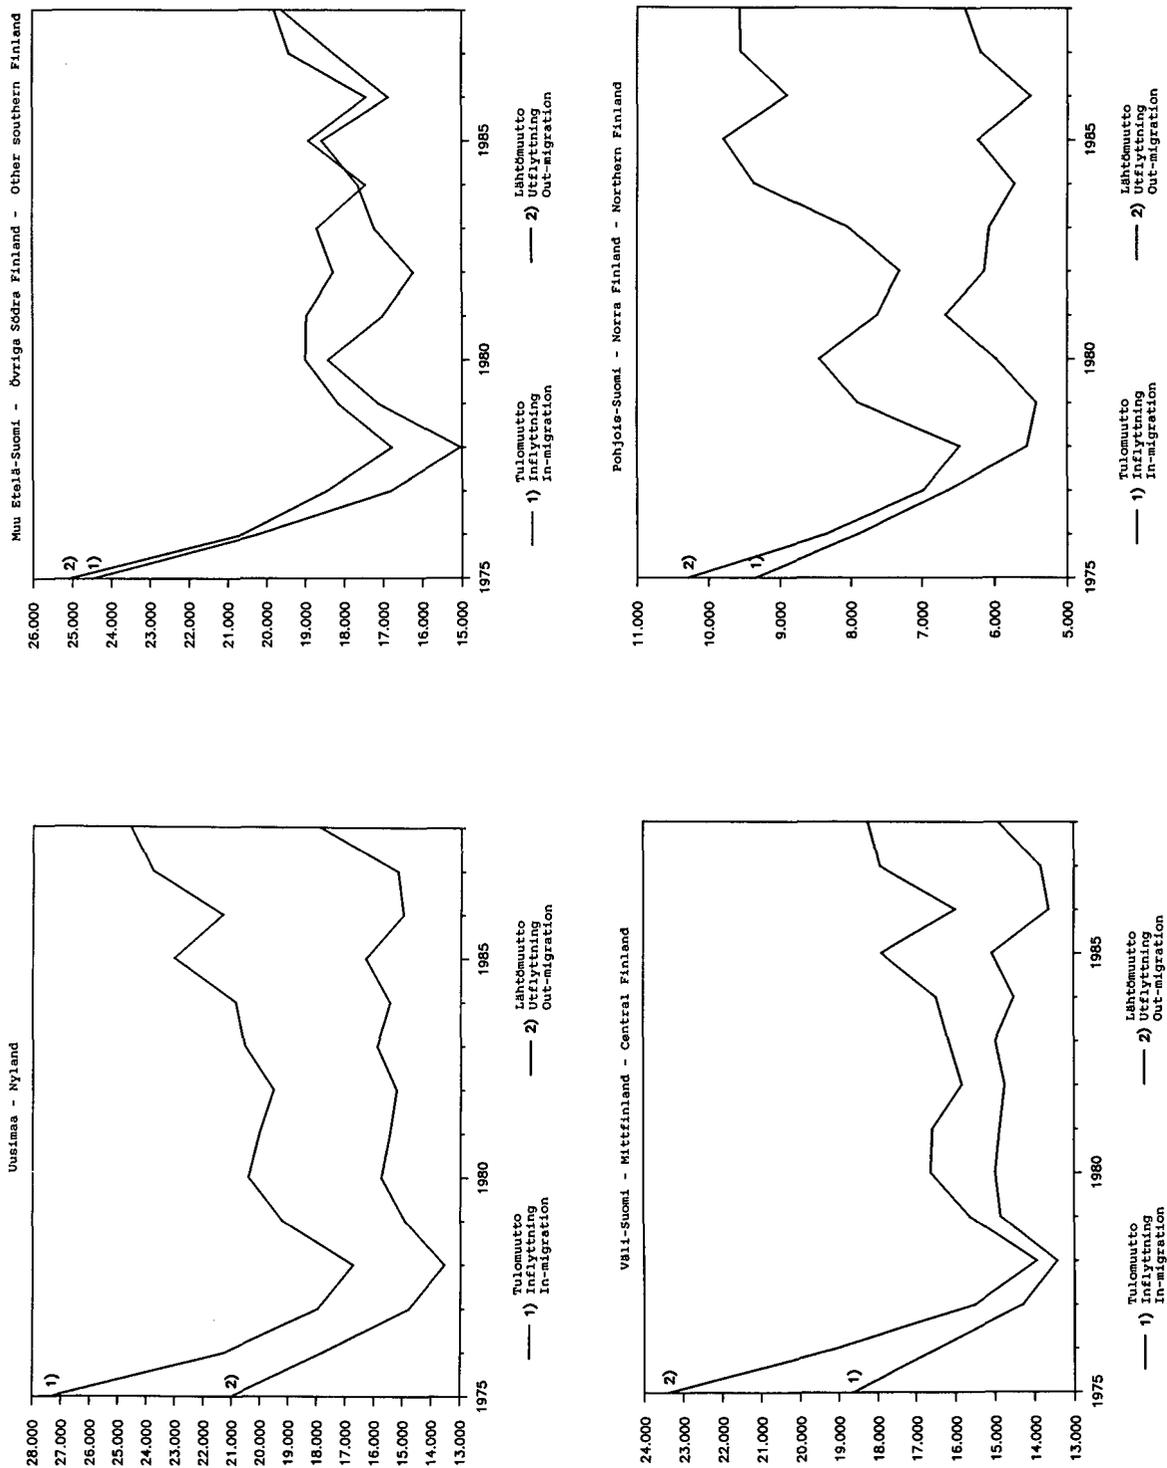 Uusimaa - Nyland
28.000
27.000
26.000
25.000
24.000
23.000
22.000
21.000
20.000
19.000
18.000
17.000
16.000
15.000
14.000
13.000
1)
2)
1975
1980
1985
1) Tulomuutto
Inflyttning
In-migration
2) Lähtömuutto
Utflyttning
Out-migration
Muu Etelä-Suomi - Övriga Södra Finland - Other southern Finland
26.000
25.000
24.000
23.000
22.000
21.000
20.000
19.000
18.000
17.000
16.000
15.000
2)
1)
1975
1980
1985
1) Tulomuutto
Inflyttning
In-migration
2) Lähtömuutto
Utflyttning
Out-migration
Väli-Suomi - Mittfinland - Central Finland
24.000
23.000
22.000
21.000
20.000
19.000
18.000
17.000
16.000
15.000
14.000
13.000
2)
1)
1975
1980
1985
1) Tulomuutto
Inflyttning
In-migration
2) Lähtömuutto
Utflyttning
Out-migration
Pohjois-Suomi - Norra Finland - Northern Finland
11.000
10.000
9.000
8.000
7.000
6.000
5.000
2)
1)
1975
1980
1985
1) Tulomuutto
Inflyttning
In-migration
2) Lähtömuutto
Utflyttning
Out-migration